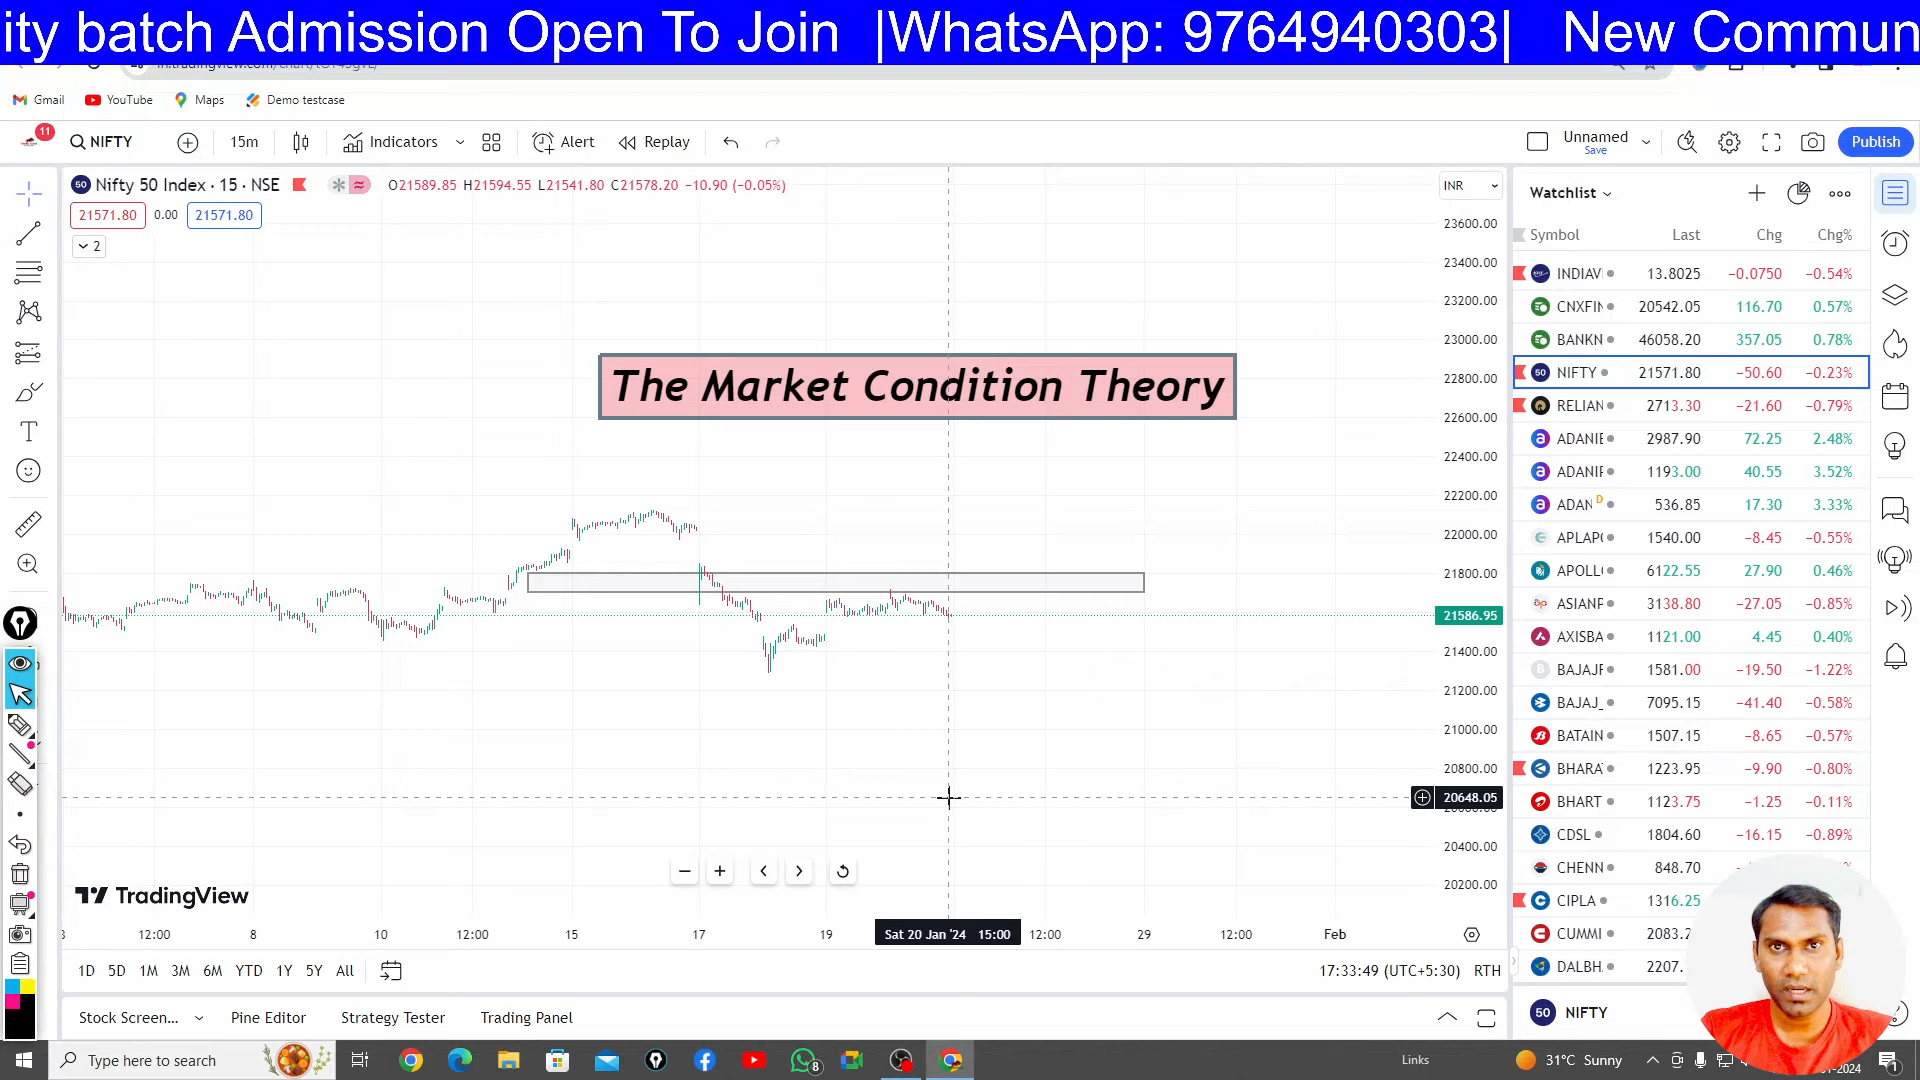 ity batch Admission Open To Join |WhatsApp: 9764940303| New Commun
Gmail YouTube Maps Demo testcase
11 NIFTY 15m Indicators Alert Replay Unnamed Save Publish
50 Nifty 50 Index · 15 · NSE O21589.85 H21594.55 L21541.80 C21578.20 −10.90 (−0.05%) INR
21571.80 0.00 21571.80
2
The Market Condition Theory
23600.00
23400.00
23200.00
23000.00
22800.00
22600.00
22400.00
22200.00
22000.00
21800.00
21586.95
21400.00
21200.00
21000.00
20800.00
20648.05
20400.00
20200.00
TradingView
12:00 8 10 12:00 15 17 19 Sat 20 Jan '24 15:00 12:00 29 12:00 Feb
1D 5D 1M 3M 6M YTD 1Y 5Y All 17:33:49 (UTC+5:30) RTH
Stock Screen... Pine Editor Strategy Tester Trading Panel
Watchlist
Symbol Last Chg Chg%
INDIAV 13.8025 −0.0750 −0.54%
CNXFIN 20542.05 116.70 0.57%
BANKN 46058.20 357.05 0.78%
50 NIFTY 21571.80 −50.60 −0.23%
RELIAN 2713.30 −21.60 −0.79%
ADANIE 2987.90 72.25 2.48%
ADANIF 1193.00 40.55 3.52%
ADAN D 536.85 17.30 3.33%
APLAP 1540.00 −8.45 −0.55%
APOLL 6122.55 27.90 0.46%
ASIANP 3138.80 −27.05 −0.85%
AXISBA 1121.00 4.45 0.40%
BAJAJF 1581.00 −19.50 −1.22%
BAJAJ_ 7095.15 −41.40 −0.58%
BATAIN 1507.15 −8.65 −0.57%
BHARA 1223.95 −9.90 −0.80%
BHART 1123.75 −1.25 −0.11%
CDSL 1804.60 −16.15 −0.89%
CHENN 848.70
CIPLA 1316.25
CUMMI 2083.2
DALBH 2207.
50 NIFTY
Type here to search 8 Links 31°C Sunny 1